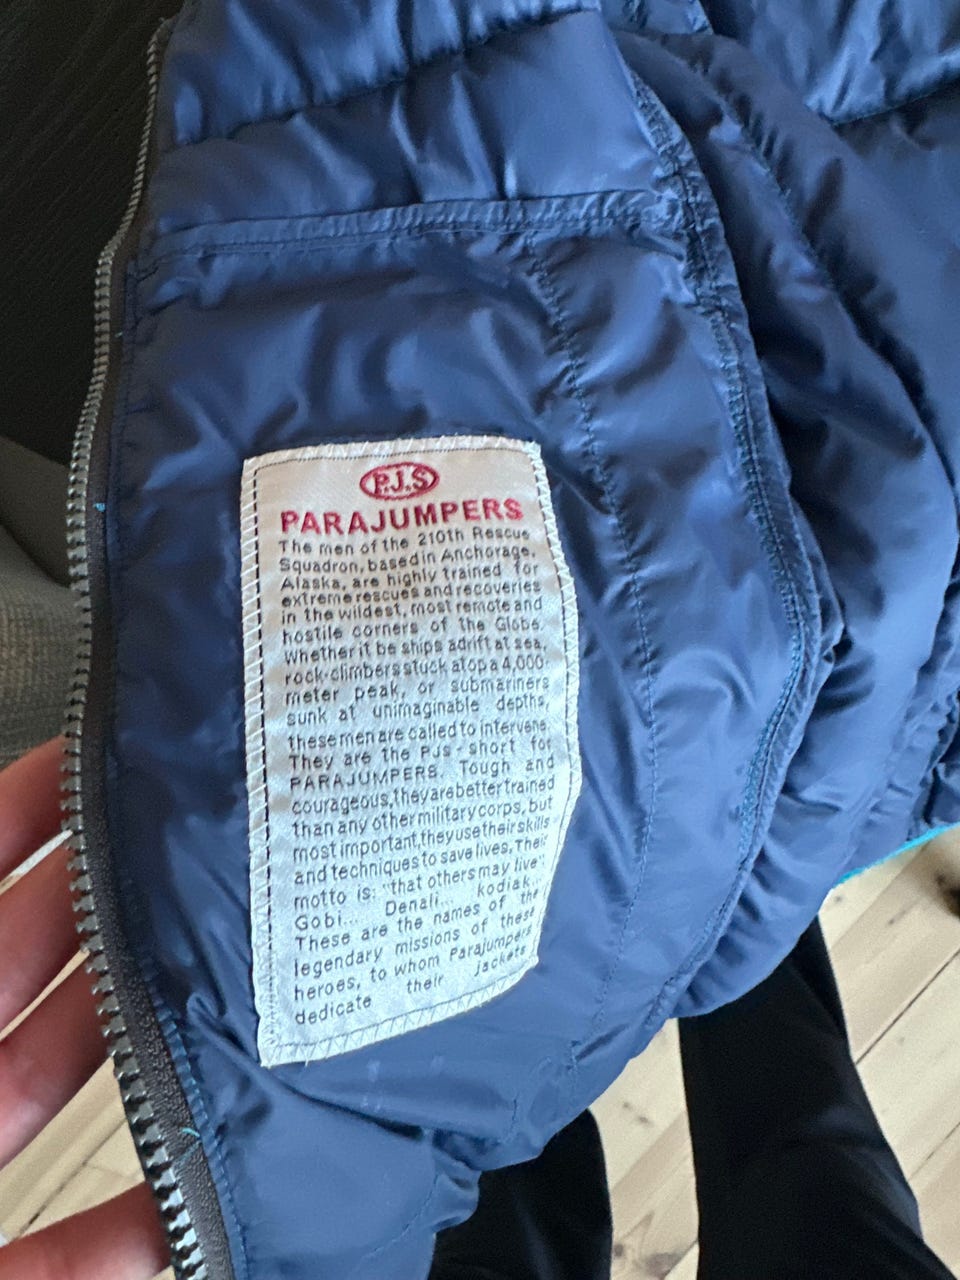 P.J.S
PARAJUMPERS
The men of the 210th Rescue
Squadron, based in Anchorage,
Alaska, are highly trained for
extreme rescues and recoveries
in the wildest, most remote and
hostile corners of the Globe.
Whether it be ships adrift at sea,
rock-climbers stuck atop a 4,000-
meter peak, or submariners
sunk at unimaginable depths,
these men are called to intervene.
They are the PJs - short for
PARAJUMPERS. Tough and
courageous, they are better trained
than any other military corps, but
most important, they use their skills
and techniques to save lives, Their
motto is: "that others may live".
Gobi... Denali... kodiak...
These are the names of the
legendary missions of these
heroes, to whom Parajumpers
dedicate their jackets